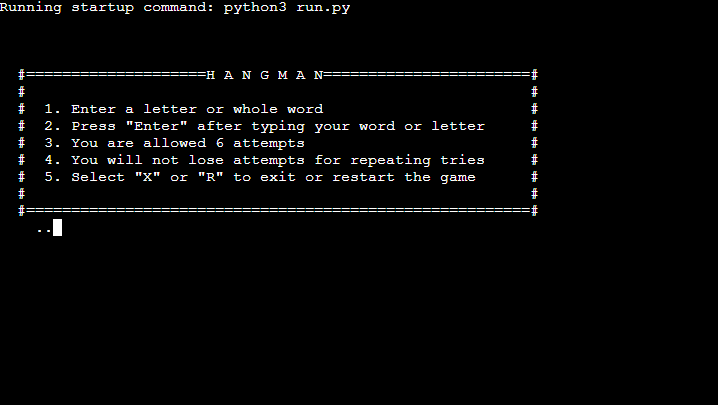 Running startup command: python3 run.py
#====================H A N G M A N=======================#
# #
# 1. Enter a letter or whole word #
# 2. Press "Enter" after typing your word or letter #
# 3. You are allowed 6 attempts #
# 4. You will not lose attempts for repeating tries #
# 5. Select "X" or "R" to exit or restart the game #
# #
#========================================================#
..